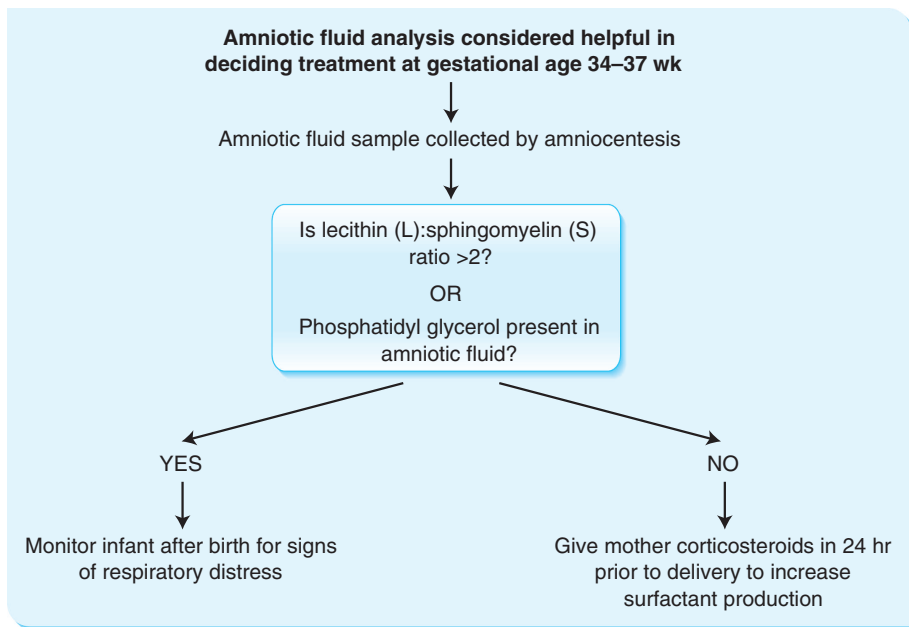 Amniotic fluid analysis considered helpful in
deciding treatment at gestational age 34–37 wk
Amniotic fluid sample collected by amniocentesis
Is lecithin (L):sphingomyelin (S)
ratio >2?
OR
Phosphatidyl glycerol present in
amniotic fluid?
YES
Monitor infant after birth for signs
of respiratory distress
NO
Give mother corticosteroids in 24 hr
prior to delivery to increase
surfactant production